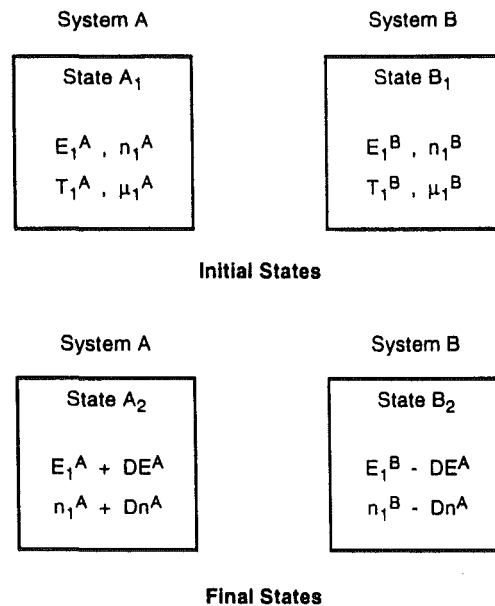 System A System B
State A₁ State B₁
E₁ᴬ , n₁ᴬ E₁ᴮ , n₁ᴮ
T₁ᴬ , μ₁ᴬ T₁ᴮ , μ₁ᴮ
Initial States
System A System B
State A₂ State B₂
E₁ᴬ + DEᴬ E₁ᴮ - DEᴬ
n₁ᴬ + Dnᴬ n₁ᴮ - Dnᴬ
Final States